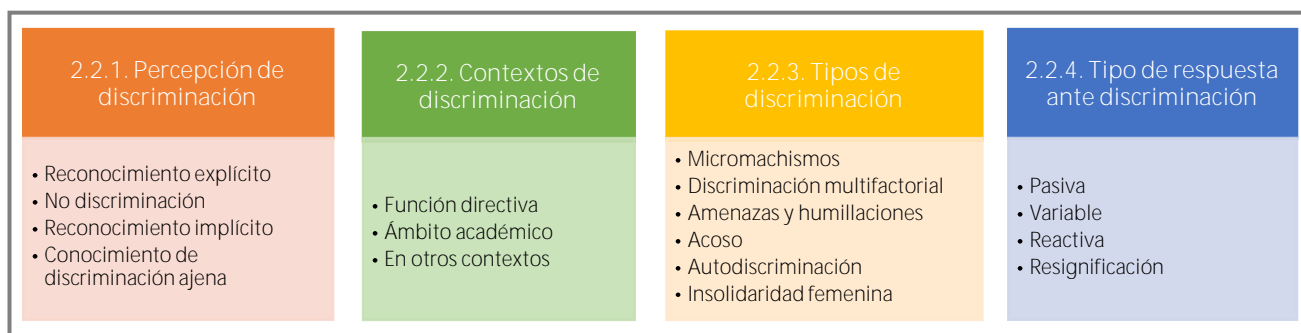 2.2.1. Percepción de
discriminación
• Reconocimiento explícito
• No discriminación
• Reconocimiento implícito
• Conocimiento de
discriminación ajena
2.2.2. Contextos de
discriminación
• Función directiva
• Ámbito académico
• En otros contextos
2.2.3. Tipos de
discriminación
• Micromachismos
• Discriminación multifactorial
• Amenazas y humillaciones
• Acoso
• Autodiscriminación
• Insolidaridad femenina
2.2.4. Tipo de respuesta
ante discriminación
• Pasiva
• Variable
• Reactiva
• Resignificación